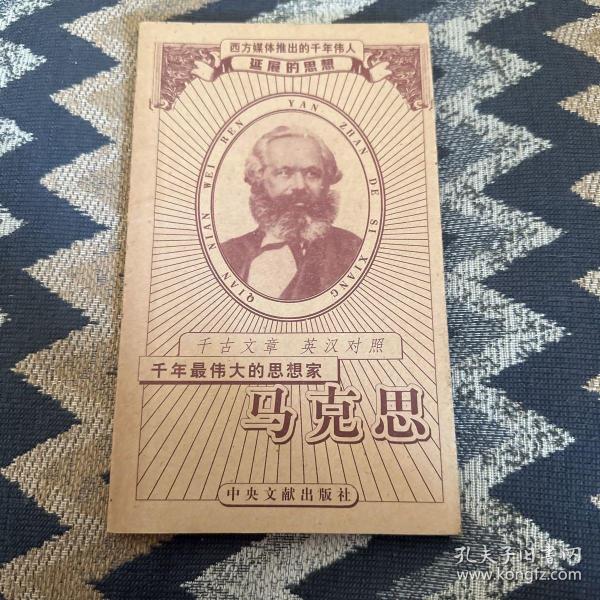 西方媒体推出的千年伟人
延展的思想
QIAN NIAN WEI REN YAN ZHAN DE SI XIANG
千古文章 英汉对照
千年最伟大的思想家
马克思
中央文献出版社
孔夫子旧书网
www.kongfz.com